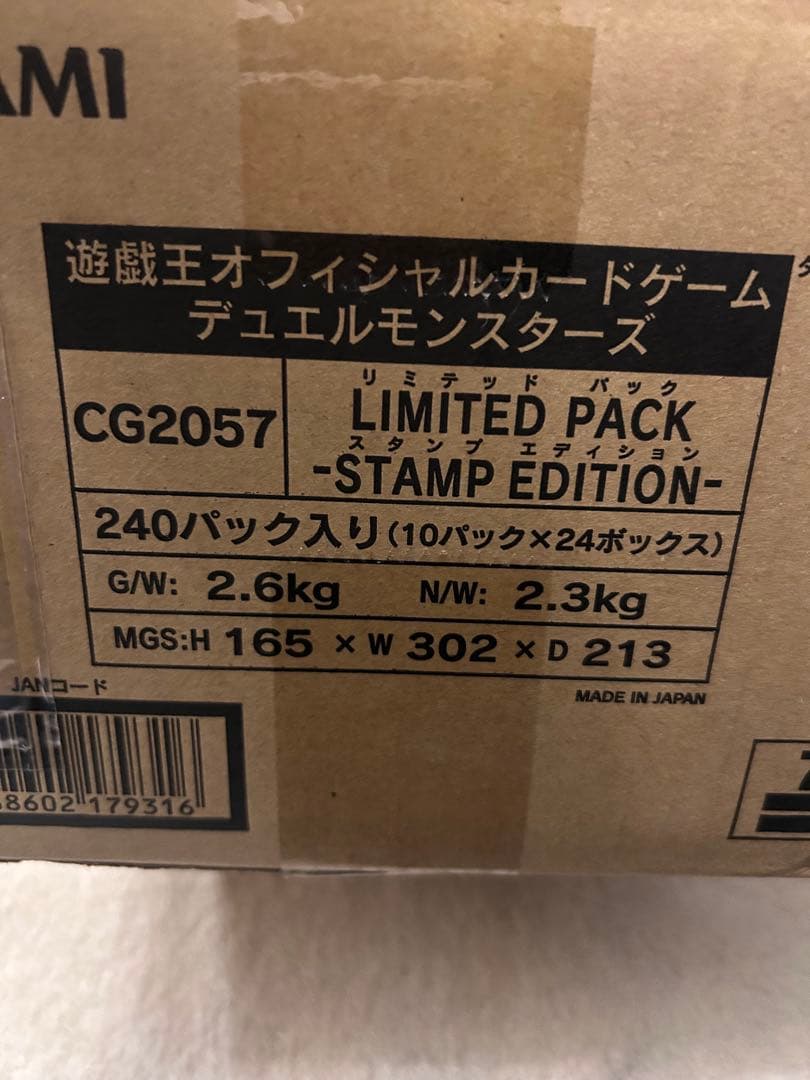 AMI
遊戯王オフィシャルカードゲーム
デュエルモンスターズ
CG2057
リミテッド パック
LIMITED PACK
スタンプ エディション
-STAMP EDITION-
240パック入り(10パック×24ボックス)
G/W: 2.6kg N/W: 2.3kg
MGS:H 165 × W 302 × D 213
MADE IN JAPAN
JANコード
8602 179316